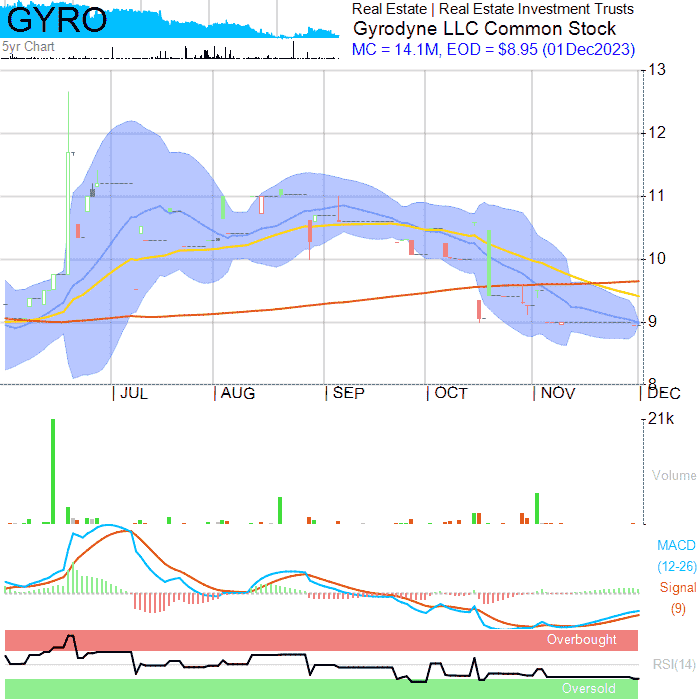 GYRO
5yr Chart
Real Estate | Real Estate Investment Trusts
Gyrodyne LLC Common Stock
MC = 14.1M, EOD = $8.95 (01Dec2023)
13
12
11
10
9
8
JUL AUG SEP OCT NOV DEC
21k
Volume
MACD
(12-26)
Signal
(9)
Overbought
RSI(14)
Oversold